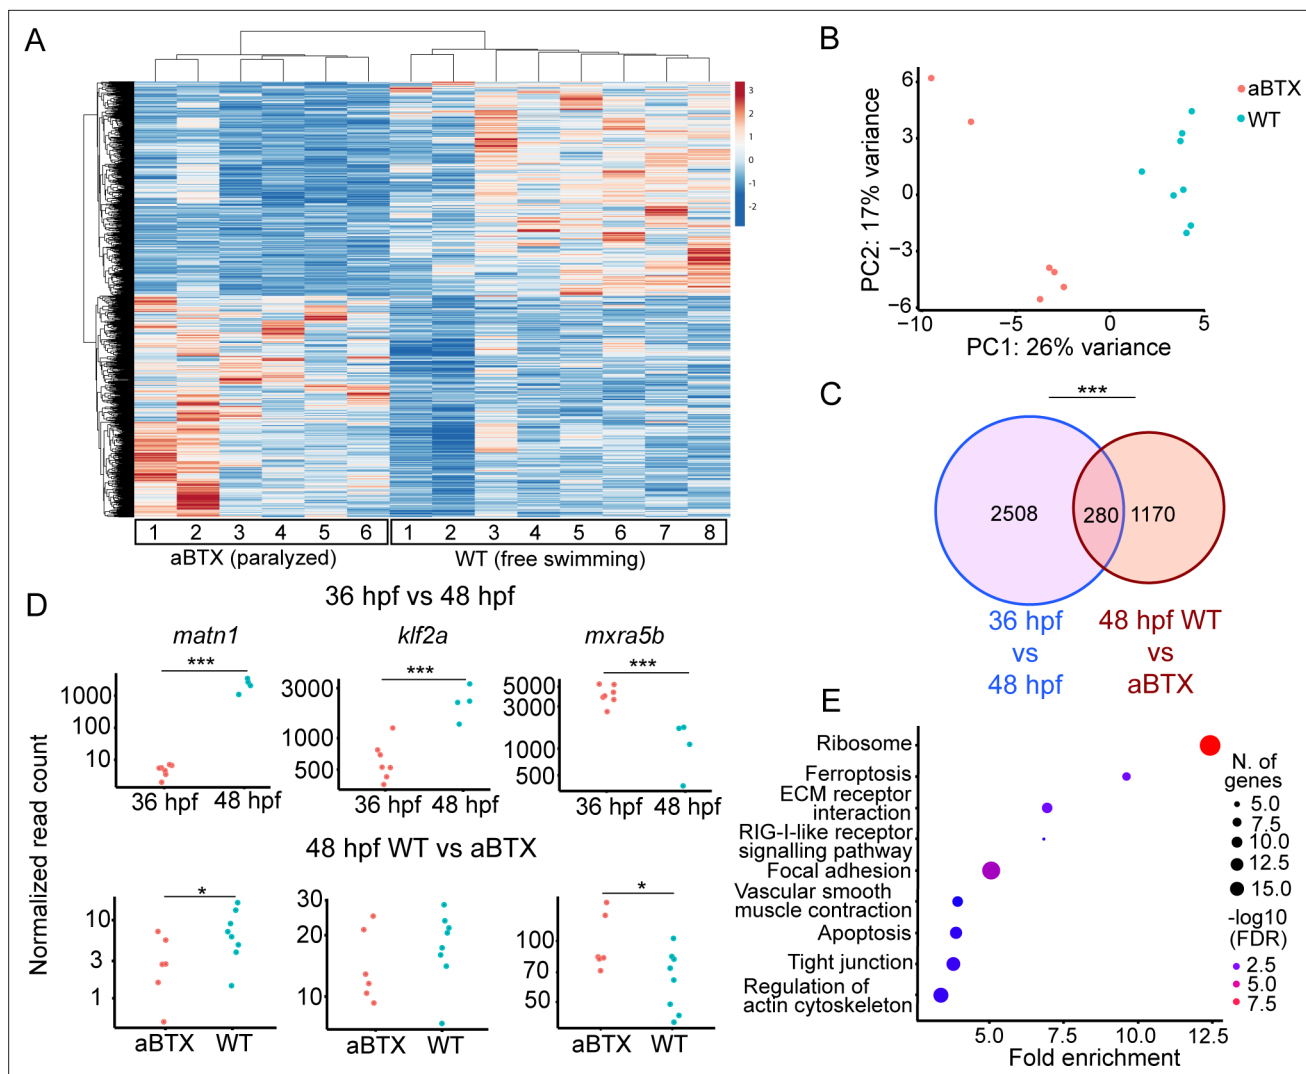 A
3
2
1
0
-1
-2
1 2 3 4 5 6 1 2 3 4 5 6 7 8
aBTX (paralyzed) WT (free swimming)
B
aBTX
WT
6
3
0
−3
−6
−10 −5 0 5
PC2: 17% variance
PC1: 26% variance
C
***
2508 280 1170
36 hpf
vs
48 hpf
48 hpf WT
vs
aBTX
D
36 hpf vs 48 hpf
Normalized read count
matn1
***
1000
100
10
36 hpf 48 hpf
klf2a
***
3000
1000
500
36 hpf 48 hpf
mxra5b
***
5000
3000
1000
500
36 hpf 48 hpf
48 hpf WT vs aBTX
*
10
3
1
aBTX WT
30
20
10
aBTX WT
*
100
70
50
aBTX WT
E
Ribosome
Ferroptosis
ECM receptor
interaction
RIG-I-like receptor
signalling pathway
Focal adhesion
Vascular smooth
muscle contraction
Apoptosis
Tight junction
Regulation of
actin cytoskeleton
5.0 7.5 10.0 12.5
Fold enrichment
N. of
genes
5.0
7.5
10.0
12.5
15.0
-log10
(FDR)
2.5
5.0
7.5